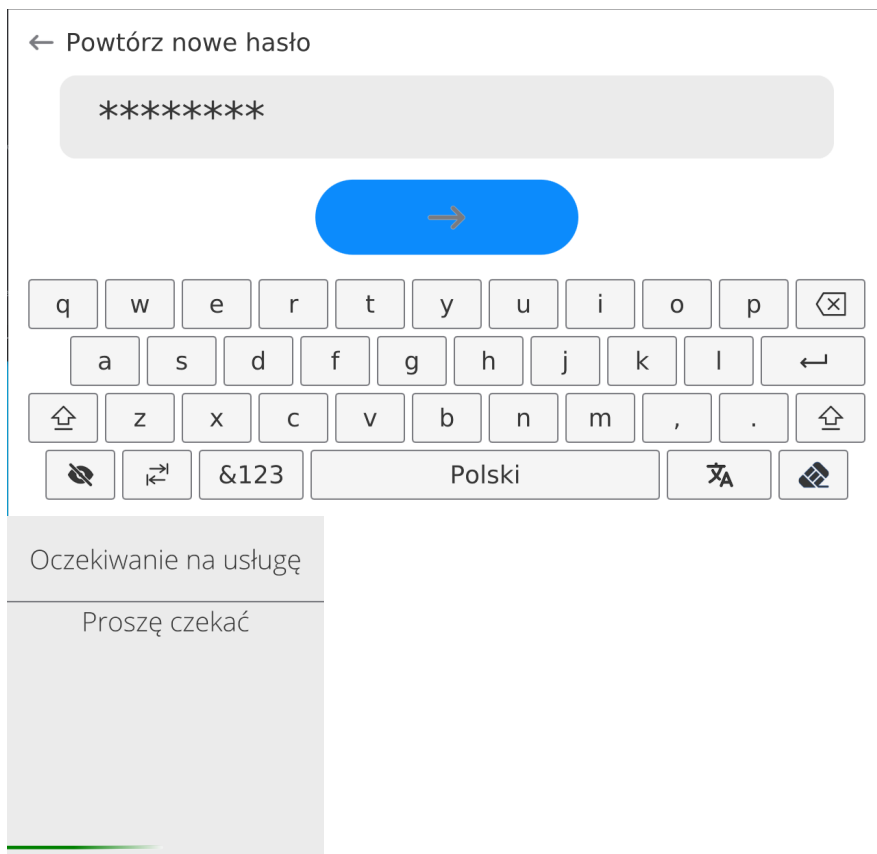 ← Powtórz nowe hasło
********
→
q w e r t y u i o p
a s d f g h j k l
z x c v b n m , .
&123 Polski
Oczekiwanie na usługę
Proszę czekać